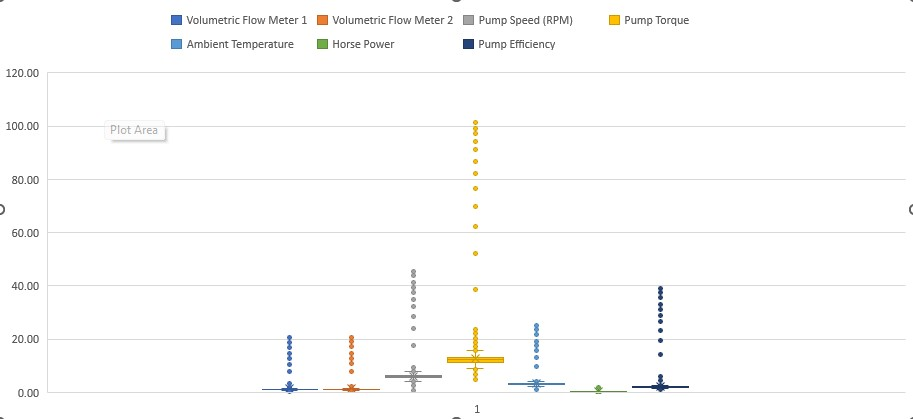 Volumetric Flow Meter 1 Volumetric Flow Meter 2 Pump Speed (RPM) Pump Torque
Ambient Temperature Horse Power Pump Efficiency
120.00
100.00
Plot Area
80.00
60.00
40.00
20.00
0.00
1